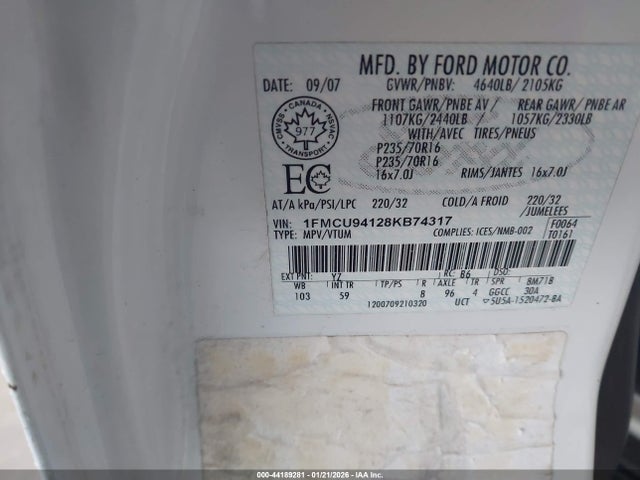 MFD. BY FORD MOTOR CO.
DATE: 09/07 GVWR/PNBV: 4640LB/ 2105KG
FRONT GAWR/PNBE AV / REAR GAWR/PNBE AR
1107KG/2440LB / 1057KG/2330LB
WITH/AVEC TIRES/PNEUS
P235/70R16
P235/70R16
16x7.0J RIMS/JANTES 16x7.0J
CANADA
CMVSS NSVAC
977
TRANSPORT
EC
AT/A kPa/PSI/LPC 220/32 COLD/A FROID 220/32
/JUMELEES
VIN: 1FMCU94128KB74317 F0064
TYPE: MPV/VTUM COMPLIES: ICES/NMB-002 T0161
EXT PNT: YZ RC: B6 DSO:
WB INT TR TP/PS R AXLE TR SPR BM71B
103 59 8 96 4 GGCC 30A
1200709210320 UCT 5U5A-1520472-BA
000-44189281 - 01/21/2026 - IAA Inc.